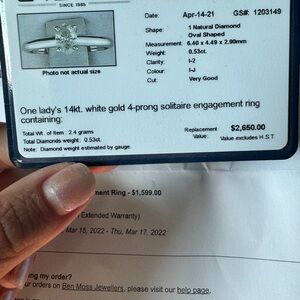 SINCE 1985
Date: Apr-14-21 GS#: 1203149
Shape: 1 Natural Diamond
Oval Shaped
Measurement: 6.40 x 4.49 x 2.90mm
Weight: 0.53ct.
Clarity: I-2
Colour: I-J
Cut: Very Good
Photo not actual size
One lady's 14kt. white gold 4-prong solitaire engagement ring
containing:
Total Wt. of Item : 2.4 grams
Total Diamonds weight: 0.53ct.
Note: Diamond weight estimated by gauge.
Replacement $2,650.00
Value: Value excludes H.S.T.
ment Ring - $1,599.00
Extended Warranty)
Mar 15, 2022 - Thu, Mar 17, 2022
ng my order?
ur orders on Ben Moss Jewellers, please visit our help page.